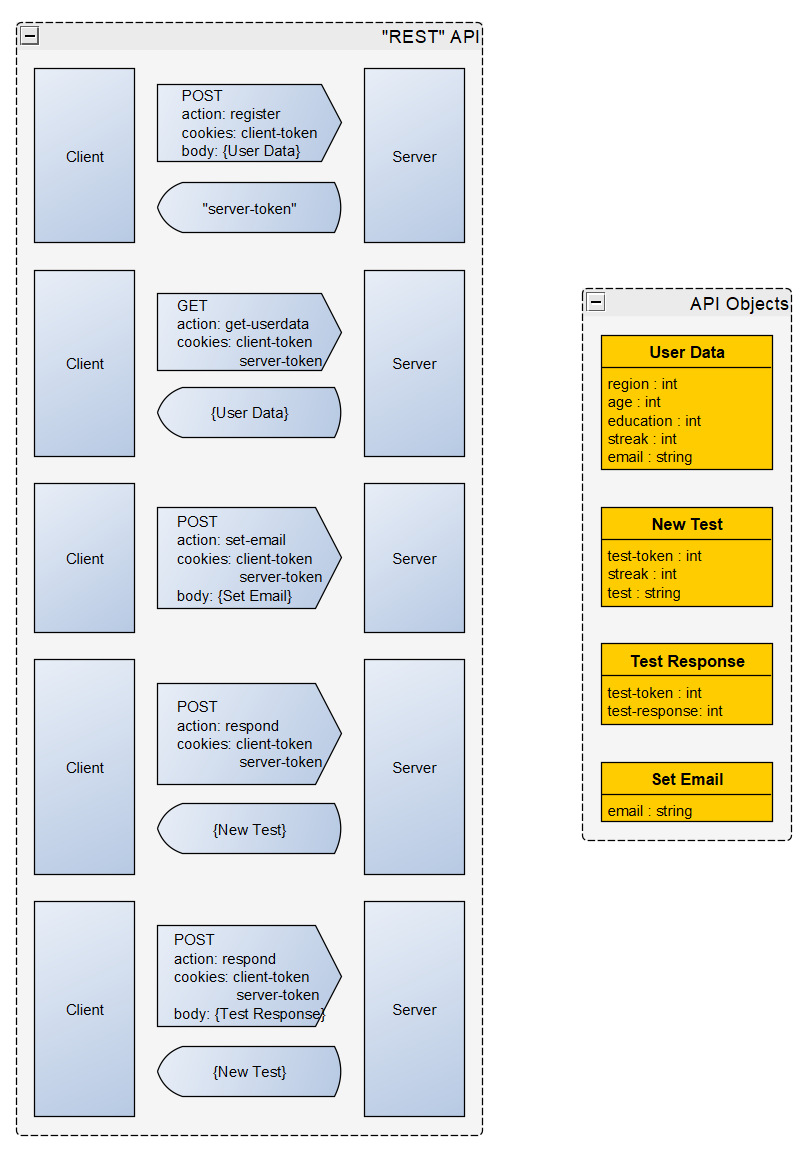 "REST" API
Client
POST
action: register
cookies: client-token
body: {User Data}
"server-token"
Server
Client
GET
action: get-userdata
cookies: client-token
server-token
{User Data}
Server
Client
POST
action: set-email
cookies: client-token
server-token
body: {Set Email}
Server
Client
POST
action: respond
cookies: client-token
server-token
{New Test}
Server
Client
POST
action: respond
cookies: client-token
server-token
body: {Test Response}
{New Test}
Server
API Objects
User Data
region : int
age : int
education : int
streak : int
email : string
New Test
test-token : int
streak : int
test : string
Test Response
test-token : int
test-response: int
Set Email
email : string